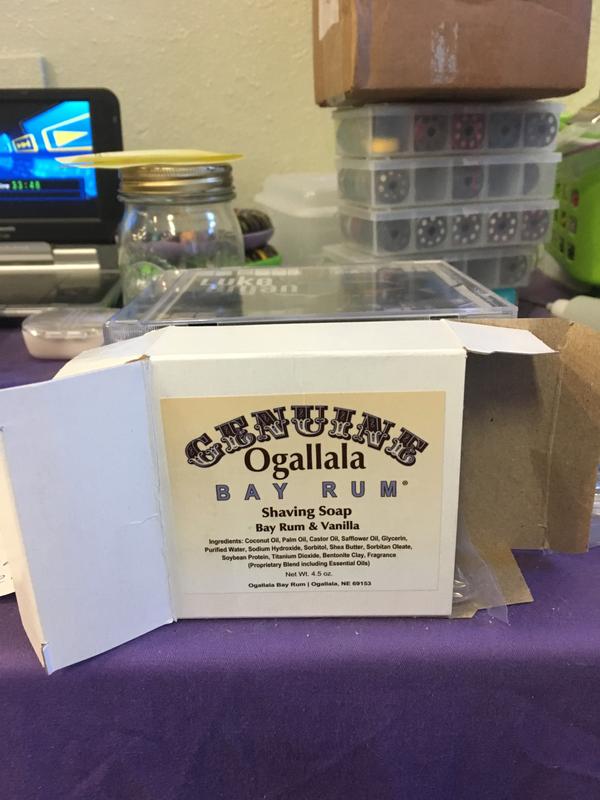 33:46
GENUINE
Ogallala
BAY RUM®
Shaving Soap
Bay Rum & Vanilla
Ingredients: Coconut Oil, Palm Oil, Castor Oil, Safflower Oil, Glycerin,
Purified Water, Sodium Hydroxide, Sorbitol, Shea Butter, Sorbitan Oleate,
Soybean Protein, Titanium Dioxide, Bentonite Clay, Fragrance
(Proprietary Blend including Essential Oils)
Net Wt. 4.5 oz.
Ogallala Bay Rum | Ogallala, NE 69153